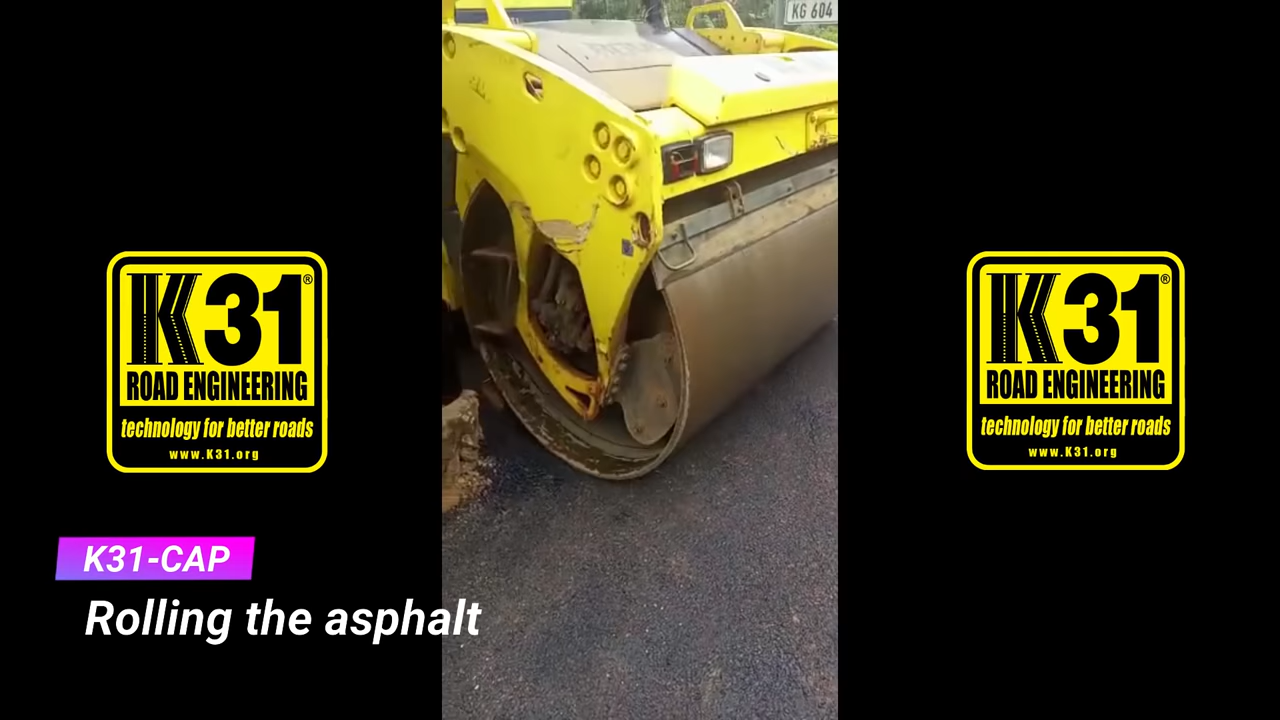 KG 604
K31®
ROAD ENGINEERING
technology for better roads
www.K31.org
K31®
ROAD ENGINEERING
technology for better roads
www.K31.org
K31-CAP
Rolling the asphalt